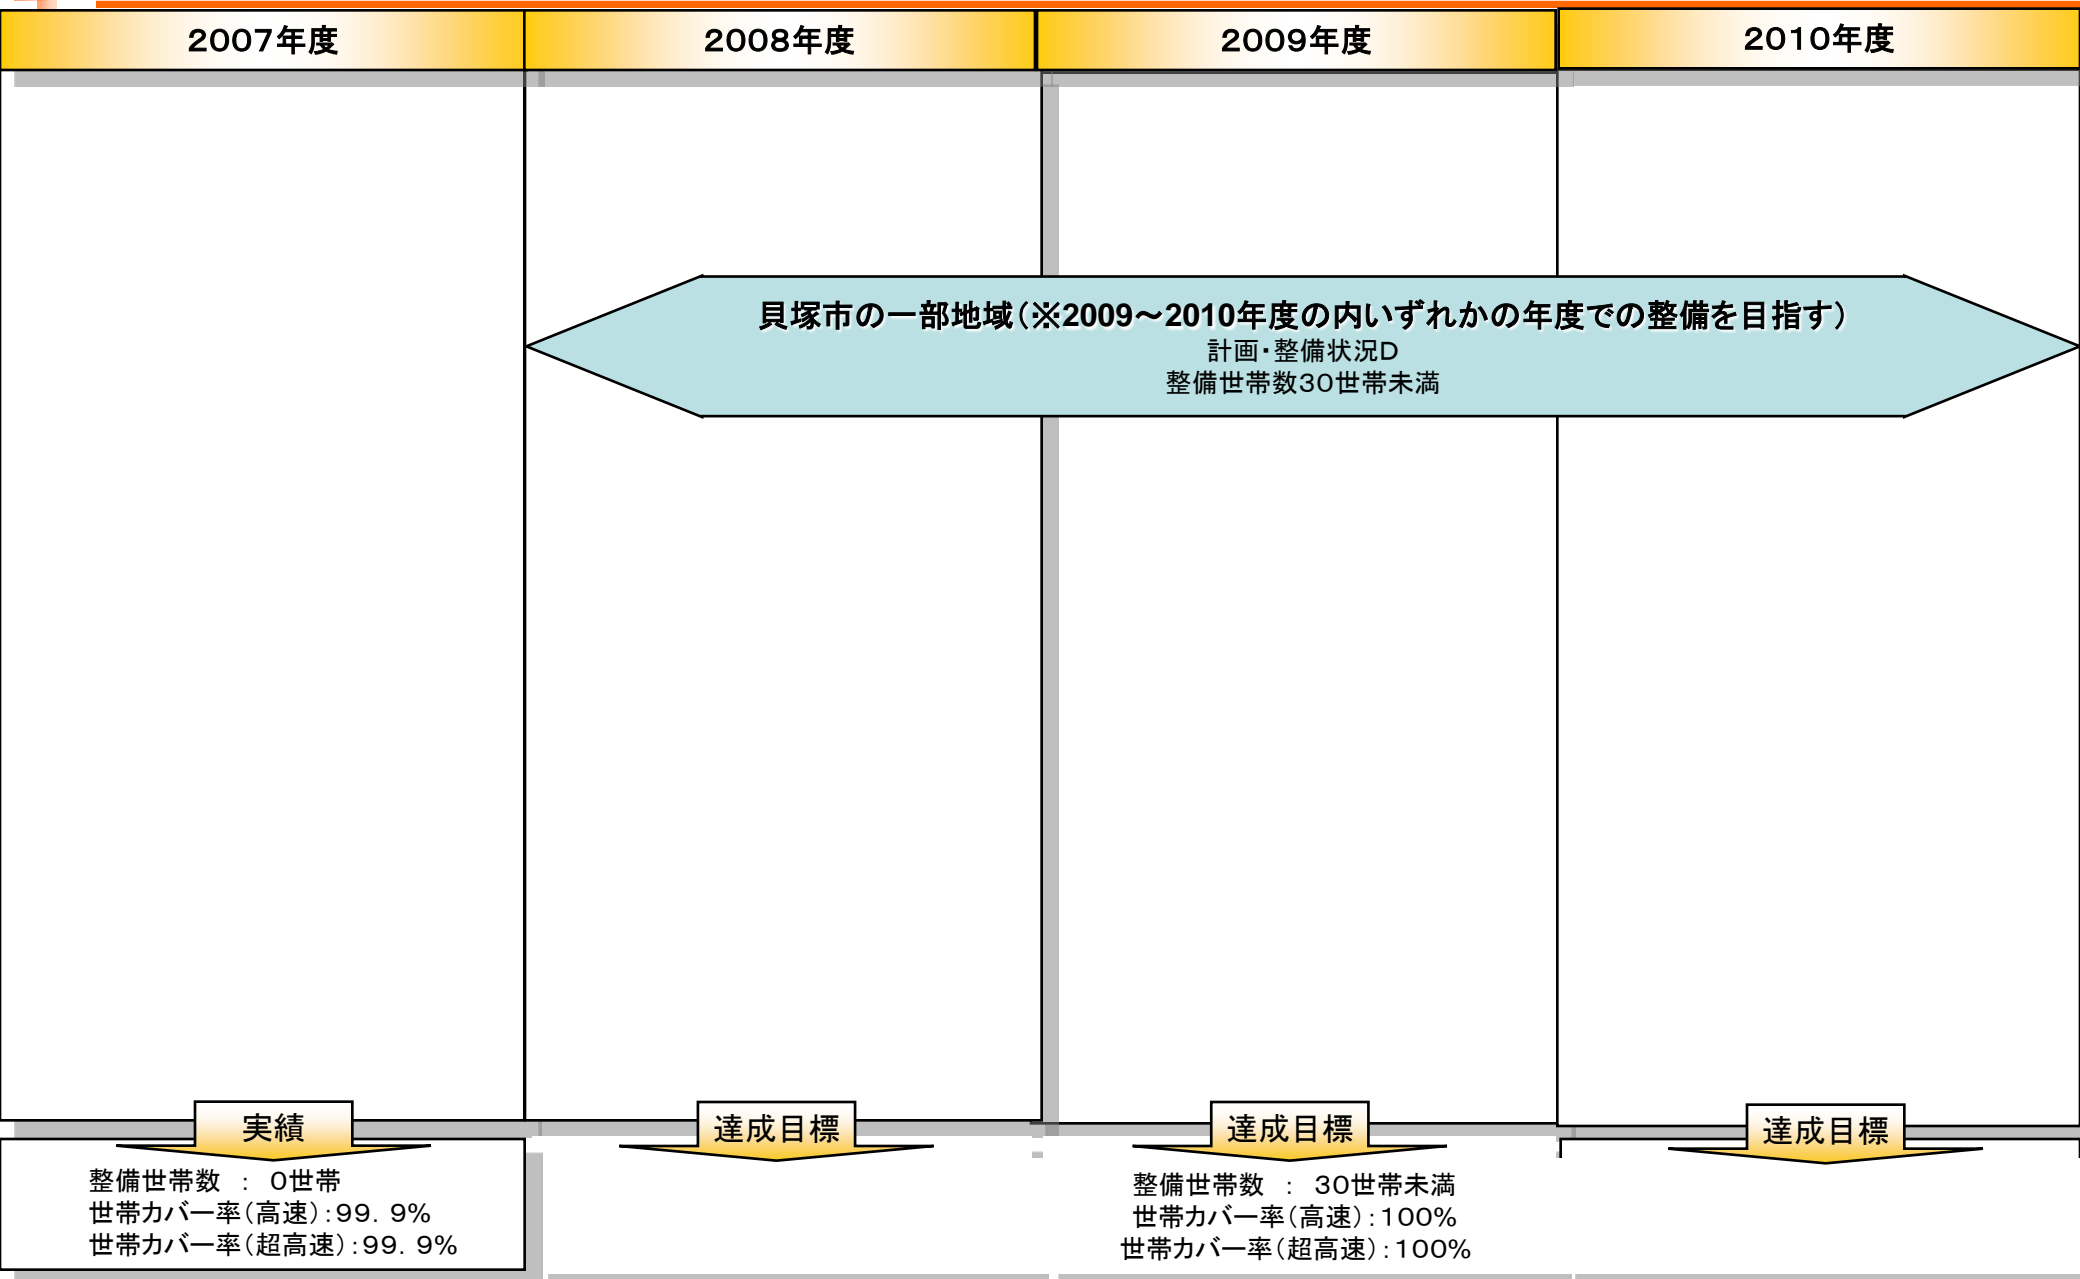 2007年度
2008年度
2009年度
2010年度
貝塚市の一部地域(※2009～2010年度の内いずれかの年度での整備を目指す)
計画・整備状況D
整備世帯数30世帯未満
実績
達成目標
達成目標
達成目標
整備世帯数 : 0世帯
世帯カバー率(高速):99. 9%
世帯カバー率(超高速):99. 9%
整備世帯数 : 30世帯未満
世帯カバー率(高速):100%
世帯カバー率(超高速):100%